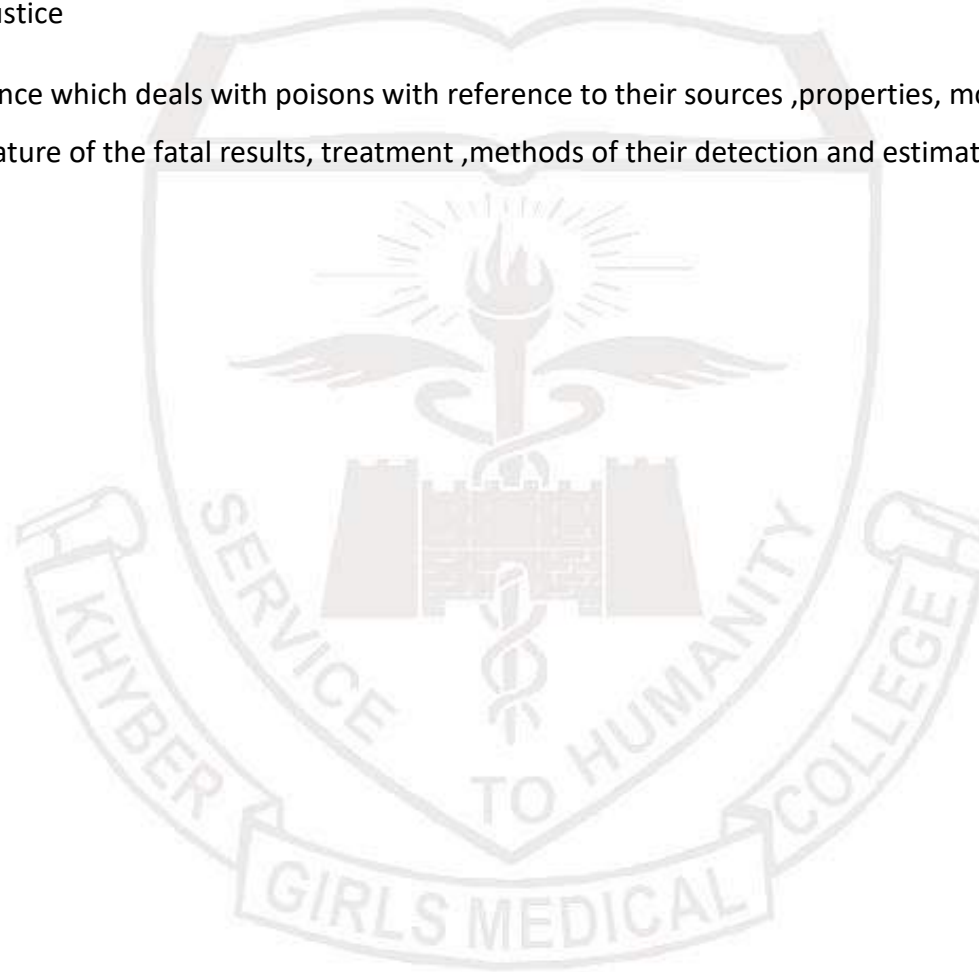 ustice
nce which deals with poisons with reference to their sources ,properties, mo
ature of the fatal results, treatment ,methods of their detection and estimat
SERVICE TO HUMANITY
KHYBER GIRLS MEDICAL COLLEGE